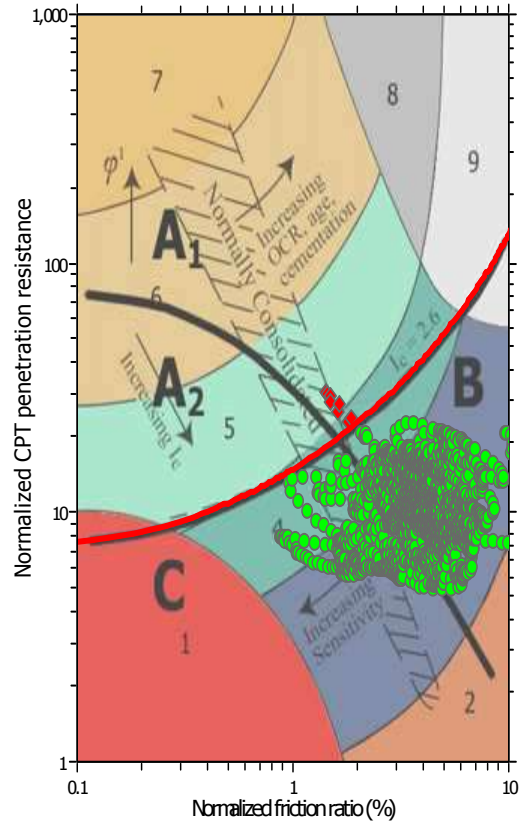 1,000
7
8
9
φ'
Normally Consolidated
Increasing
OCR, age,
cementation
A1
100
6
Ic = 2.6
Increasing Ic
A2
5
B
Normalized CPT penetration resistance
10
4
C
Increasing
Sensitivity
1
2
1
0.1
1
10
Normalized friction ratio (%)